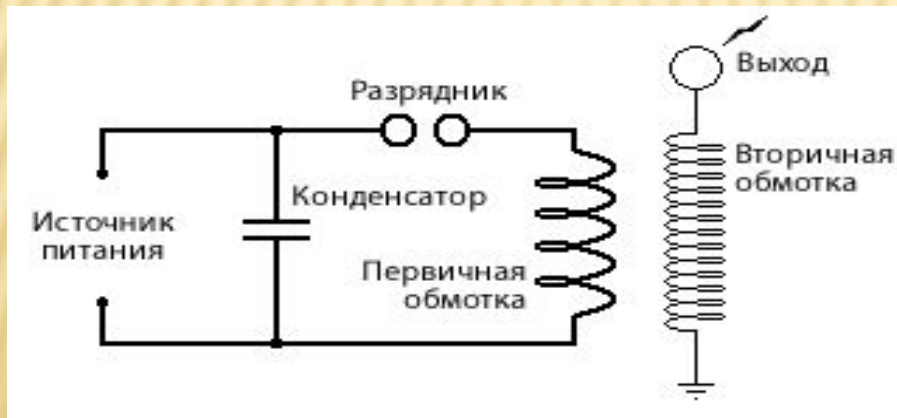 Разрядник
Выход
Вторичная
обмотка
Конденсатор
Источник
питания
Первичная
обмотка